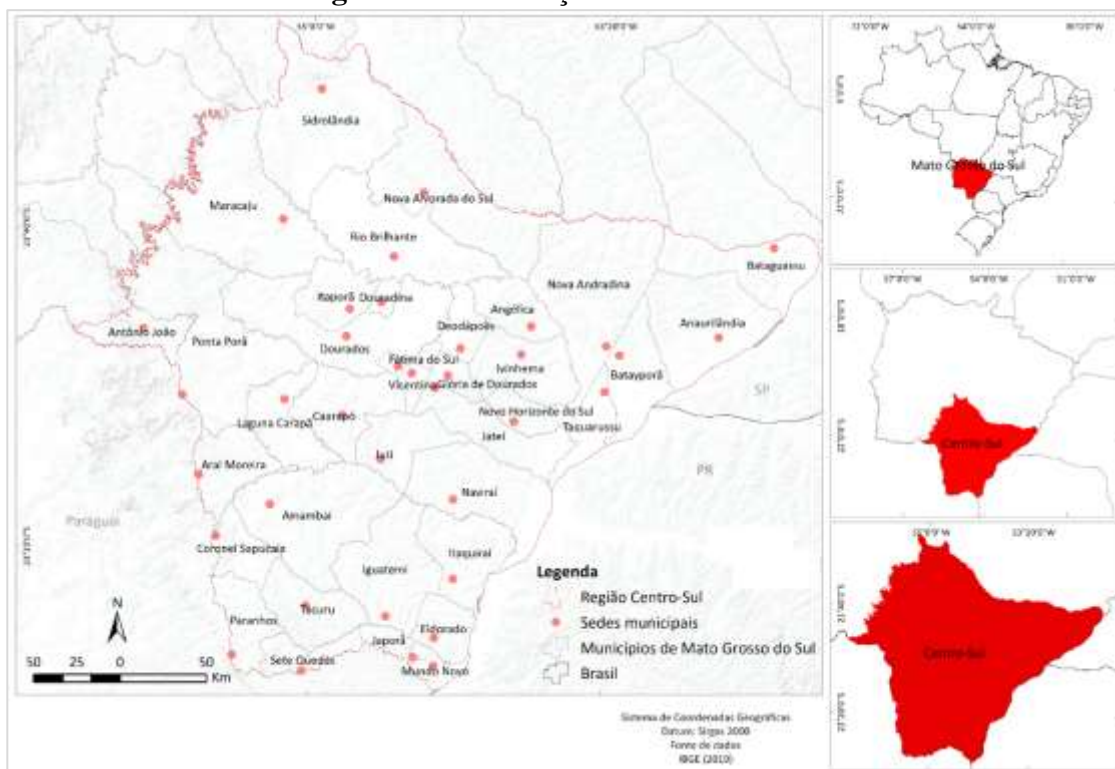 Sidrolândia
Nova Alvorada do Sul
Maracaju
Rio Brilhante
Bataguassu
Nova Andradina
Itaporã
Douradina
Angélica
Deodápolis
Anaurilândia
Antônio João
Ponta Porã
Dourados
Fátima do Sul
Ivinhema
Batayporã
Vicentina
Glória de Dourados
Laguna Carapã
Caarapó
Novo Horizonte do Sul
Taquarussu
Jateí
Juti
SP
PR
Aral Moreira
Naviraí
Amambai
Paraguai
Coronel Sapucaia
Itaquiraí
Iguatemi
Tacuru
Paranhos
Eldorado
Japorã
Sete Quedas
Mundo Novo
N
50 25 0 50
Km
Legenda
Região Centro-Sul
Sedes municipais
Municípios de Mato Grosso do Sul
Brasil
Sistema de Coordenadas Geográficas
Datum: Sirgas 2000
Fonte de dados
IBGE (2010)
Mato Grosso do Sul
Centro-Sul
Centro-Sul